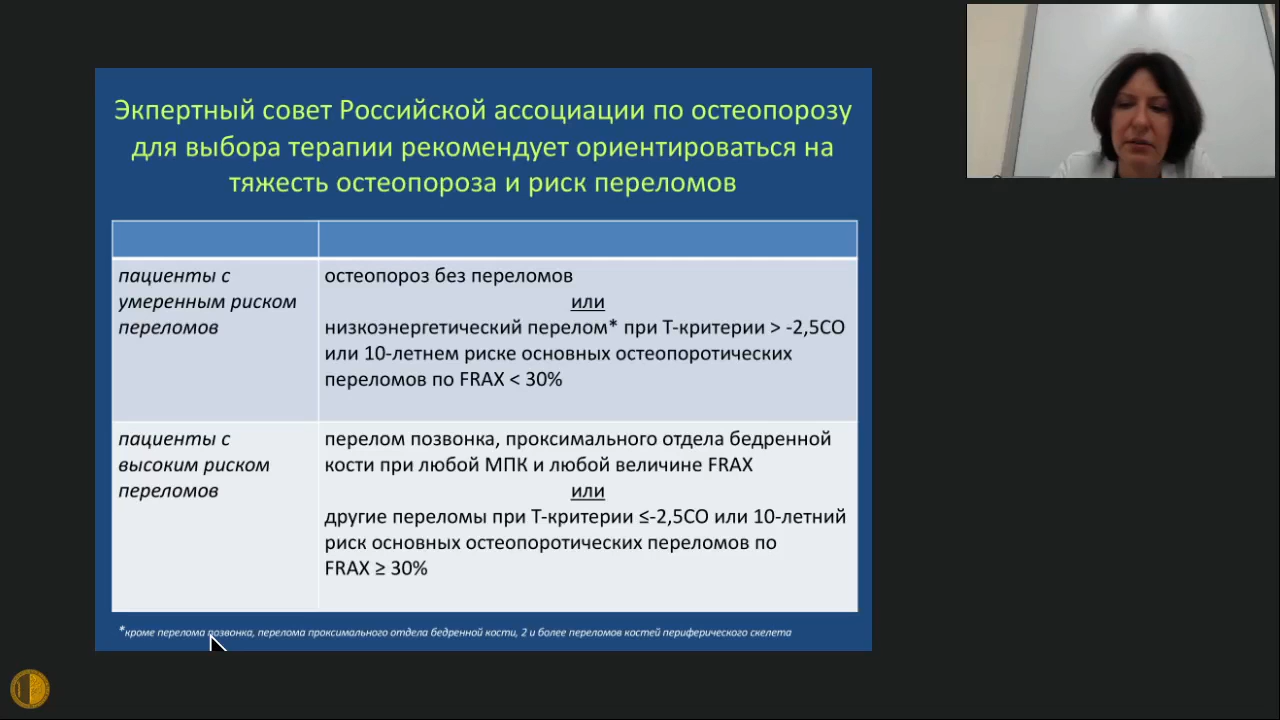 Экпертный совет Российской ассоциации по остеопорозу
для выбора терапии рекомендует ориентироваться на
тяжесть остеопороза и риск переломов
пациенты с
умеренным риском
переломов
остеопороз без переломов
или
низкоэнергетический перелом* при Т-критерии > -2,5СО
или 10-летнем риске основных остеопоротических
переломов по FRAX < 30%
пациенты с
высоким риском
переломов
перелом позвонка, проксимального отдела бедренной
кости при любой МПК и любой величине FRAX
или
другие переломы при Т-критерии ≤-2,5СО или 10-летний
риск основных остеопоротических переломов по
FRAX ≥ 30%
*кроме перелома позвонка, перелома проксимального отдела бедренной кости, 2 и более переломов костей периферического скелета